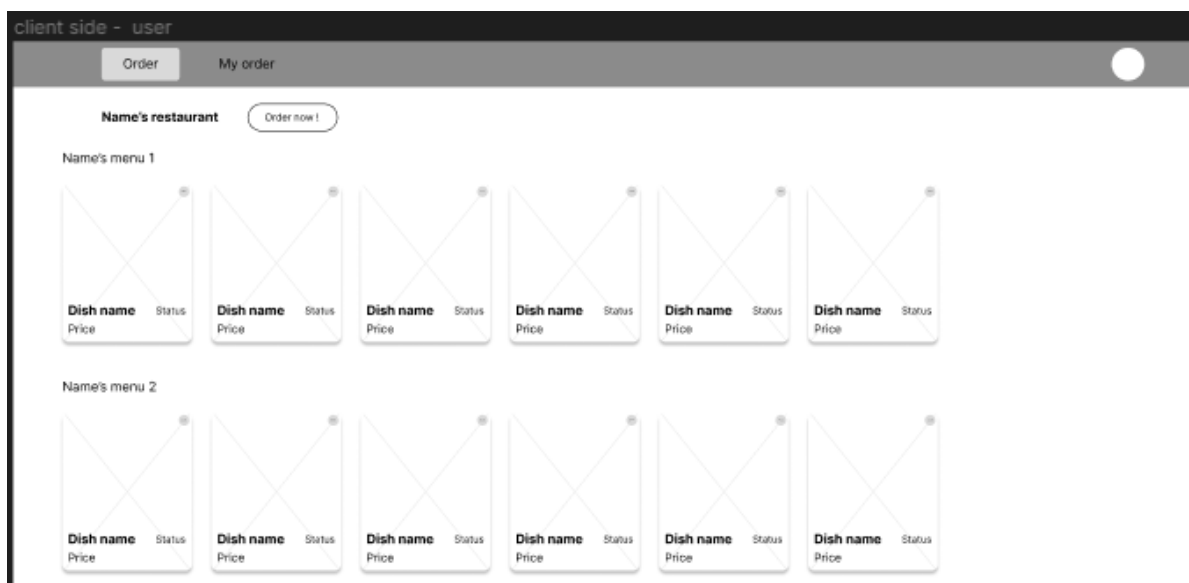 client side - user
Order My order
Name's restaurant Order now !
Name's menu 1
Dish name Status Dish name Status Dish name Status Dish name Status Dish name Status Dish name Status
Price Price Price Price Price Price
Name's menu 2
Dish name Status Dish name Status Dish name Status Dish name Status Dish name Status Dish name Status
Price Price Price Price Price Price